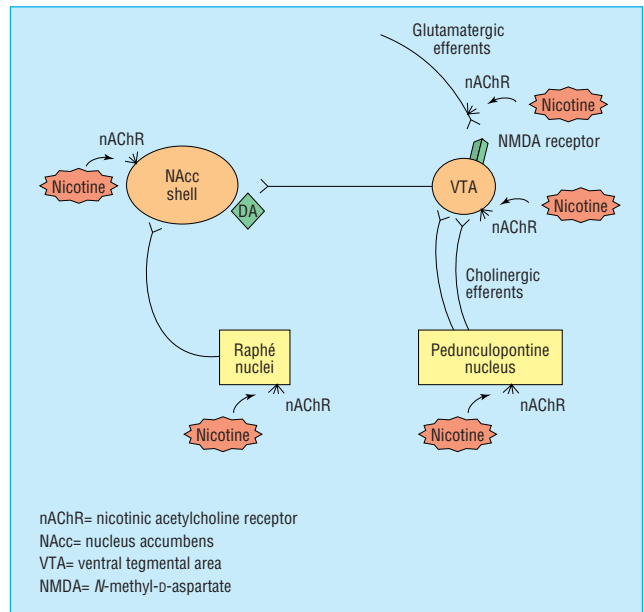 Glutamatergic
efferents
nAChR
Nicotine
NMDA receptor
nAChR
Nicotine
NAcc
shell
DA
VTA
Nicotine
nAChR
Cholinergic
efferents
Raphé
nuclei
Pedunculopontine
nucleus
nAChR
Nicotine
nAChR
Nicotine
nAChR= nicotinic acetylcholine receptor
NAcc= nucleus accumbens
VTA= ventral tegmental area
NMDA= N-methyl-D-aspartate